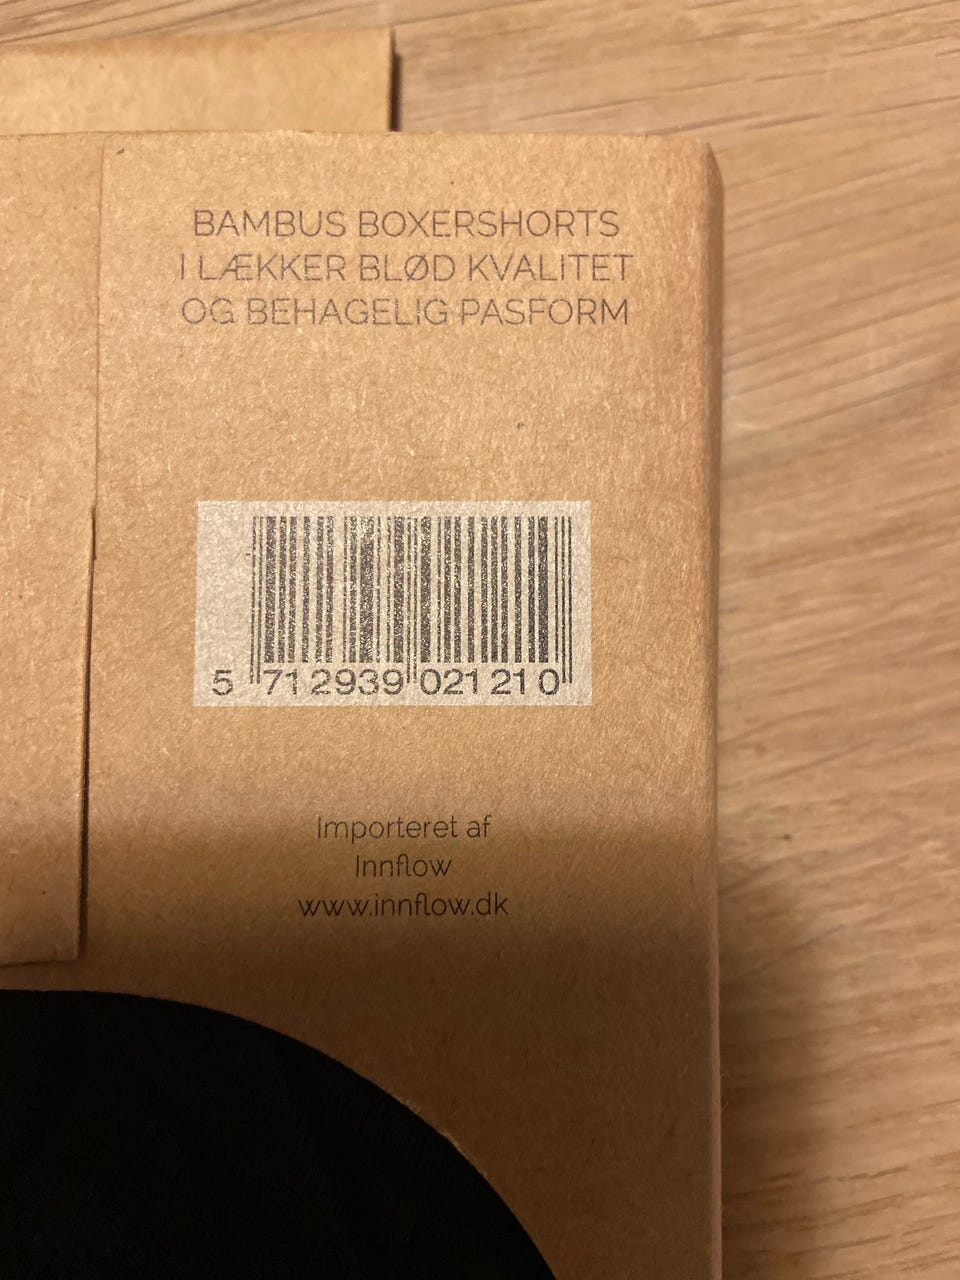 BAMBUS BOXERSHORTS
I LÆKKER BLØD KVALITET
OG BEHAGELIG PASFORM
5 712939 021210
Importeret af
Innflow
www.innflow.dk